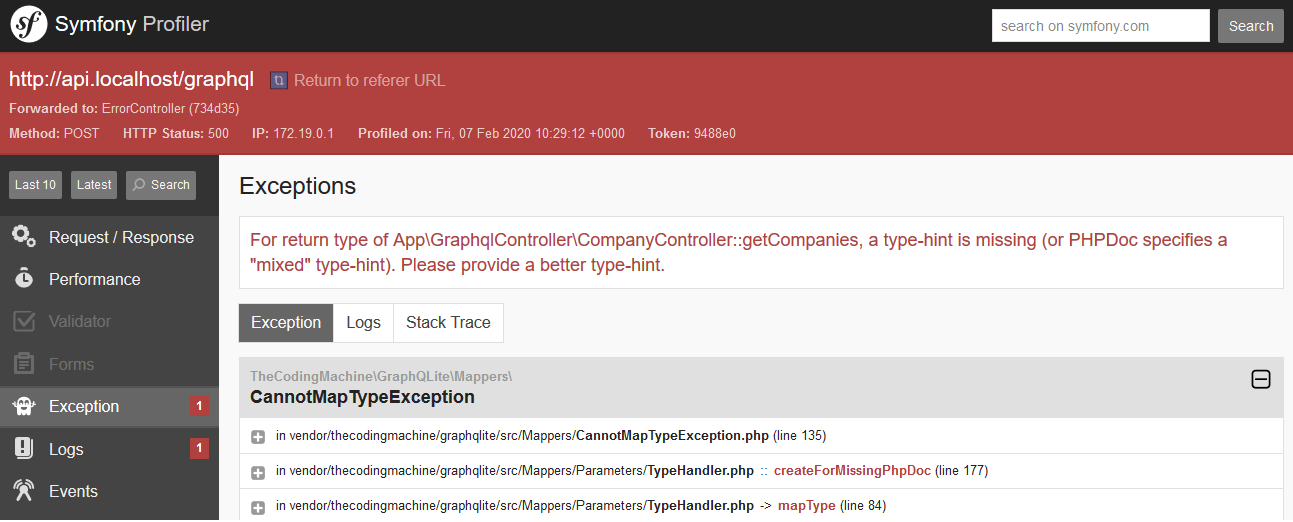 sf Symfony Profiler
search on symfony.com
Search
http://api.localhost/graphql
Return to referer URL
Forwarded to: ErrorController (734d35)
Method: POST HTTP Status: 500 IP: 172.19.0.1 Profiled on: Fri, 07 Feb 2020 10:29:12 +0000 Token: 9488e0
Last 10
Latest
Search
Request / Response
Performance
Validator
Forms
Exception 1
Logs 1
Events
Exceptions
For return type of App\GraphqlController\CompanyController::getCompanies, a type-hint is missing (or PHPDoc specifies a
"mixed" type-hint). Please provide a better type-hint.
Exception
Logs
Stack Trace
TheCodingMachine\GraphQLite\Mappers\
CannotMapTypeException
in vendor/thecodingmachine/graphqlite/src/Mappers/CannotMapTypeException.php (line 135)
in vendor/thecodingmachine/graphqlite/src/Mappers/Parameters/TypeHandler.php :: createForMissingPhpDoc (line 177)
in vendor/thecodingmachine/graphqlite/src/Mappers/Parameters/TypeHandler.php -> mapType (line 84)